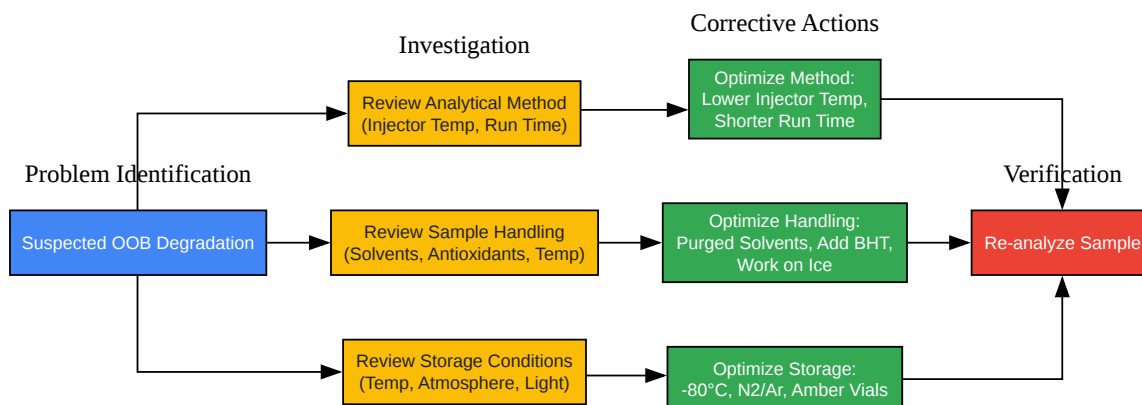 Corrective Actions
Investigation
Optimize Method:
Lower Injector Temp,
Shorter Run Time
Review Analytical Method
(Injector Temp, Run Time)
Problem Identification
Verification
Suspected OOB Degradation
Review Sample Handling
(Solvents, Antioxidants, Temp)
Optimize Handling:
Purged Solvents, Add BHT,
Work on Ice
Re-analyze Sample
Review Storage Conditions
(Temp, Atmosphere, Light)
Optimize Storage:
-80°C, N2/Ar, Amber Vials